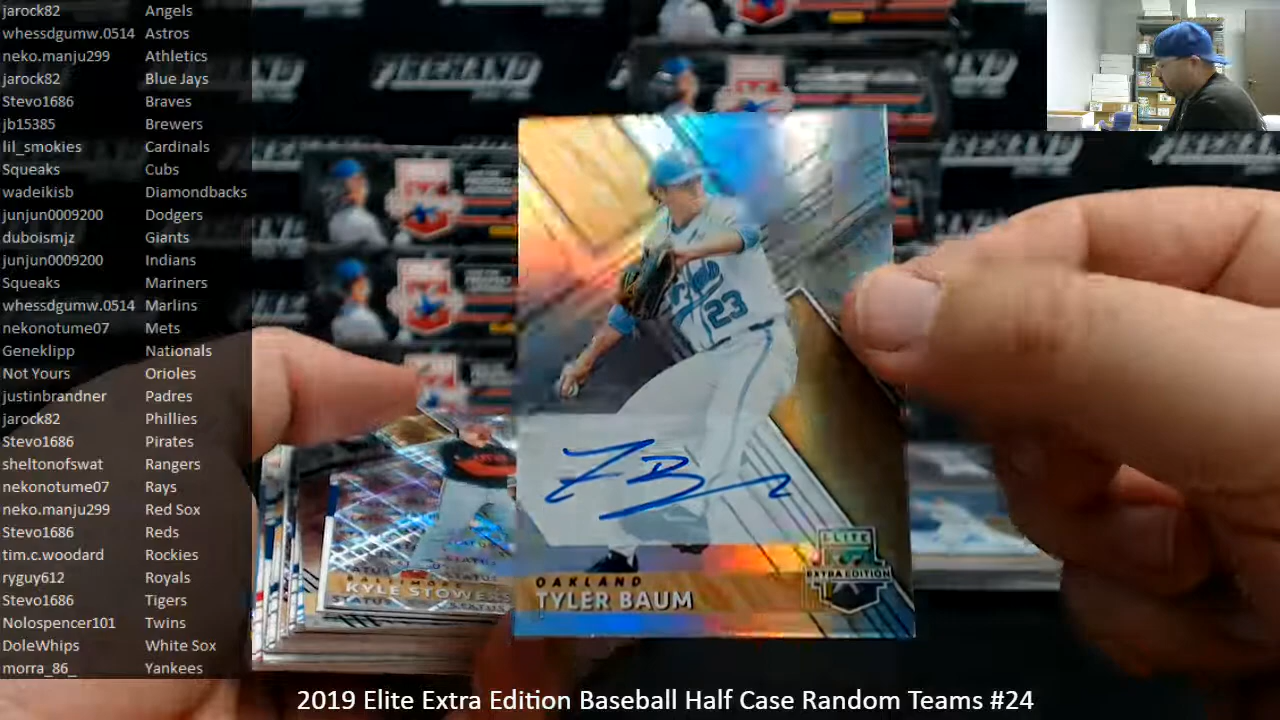 jarock82 Angels
whessdgumw.0514 Astros
neko.manju299 Athletics
jarock82 Blue Jays
Stevo1686 Braves
jb15385 Brewers
lil_smokies Cardinals
Squeaks Cubs
wadeikisb Diamondbacks
junjun0009200 Dodgers
duboismjz Giants
junjun0009200 Indians
Squeaks Mariners
whessdgumw.0514 Marlins
nekonotume07 Mets
Geneklipp Nationals
Not Yours Orioles
justinbrandner Padres
jarock82 Phillies
Stevo1686 Pirates
sheltonofswat Rangers
nekonotume07 Rays
neko.manju299 Red Sox
Stevo1686 Reds
tim.c.woodard Rockies
ryguy612 Royals
Stevo1686 Tigers
Nolospencer101 Twins
DoleWhips White Sox
morra_86_ Yankees
23
ELITE
EXTRA EDITION
OAKLAND
TYLER BAUM
STATUS
BALTIMORE
KYLE STOWERS
STATUS
2019 Elite Extra Edition Baseball Half Case Random Teams #24